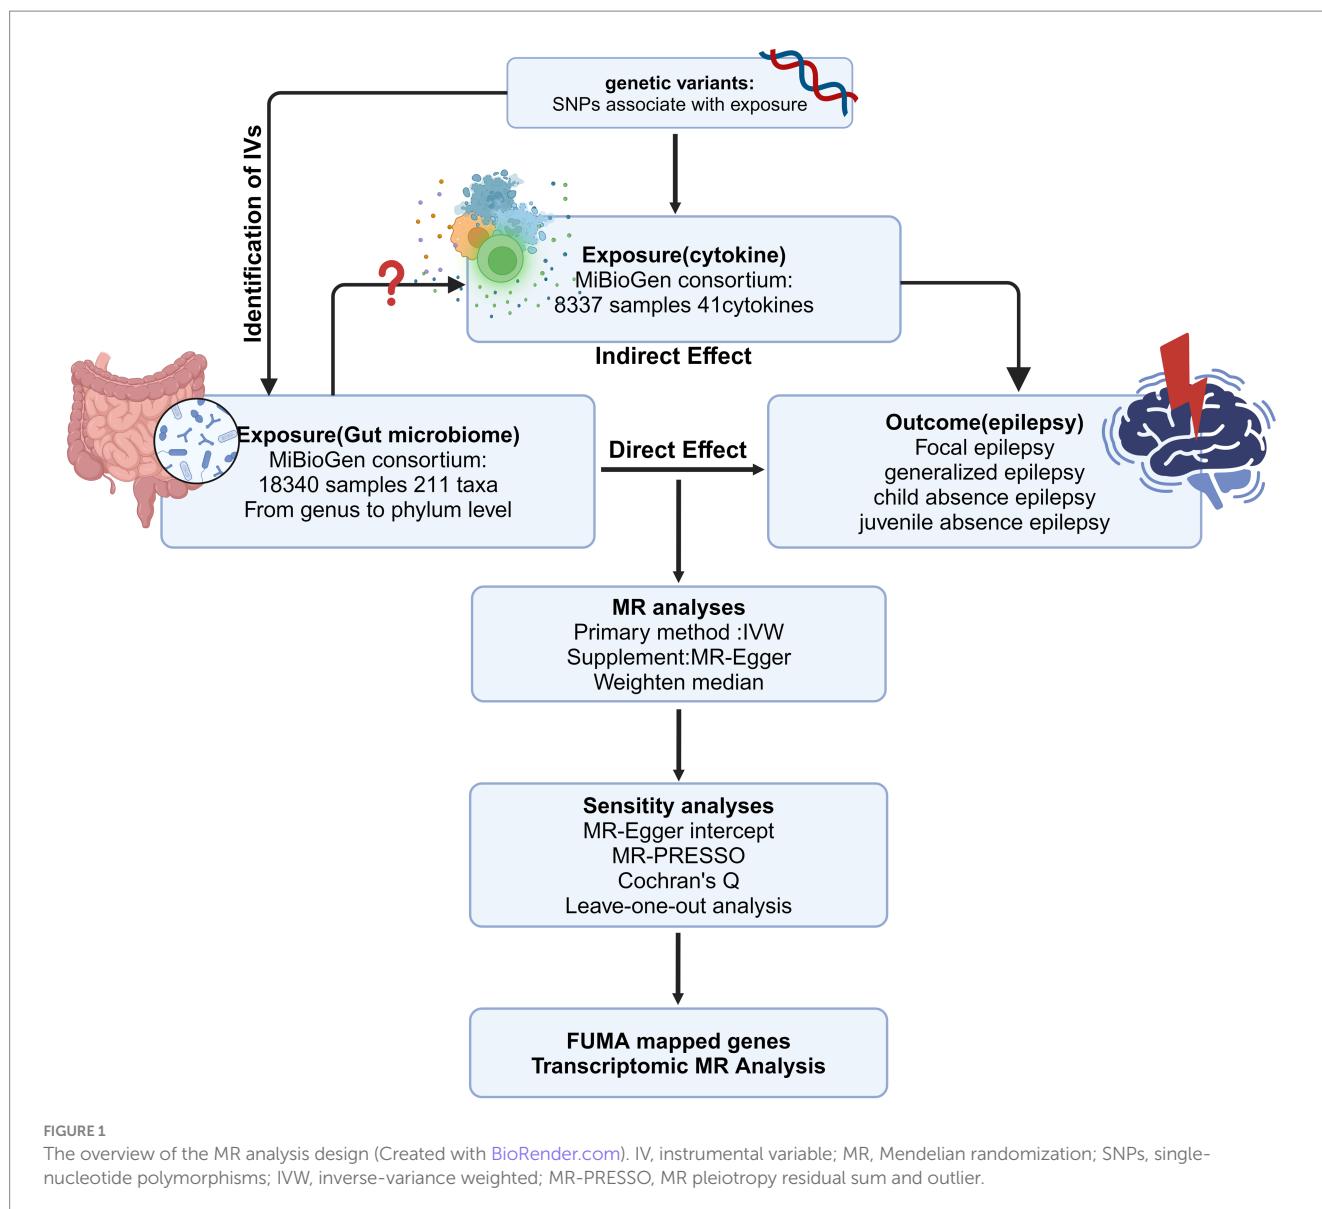 genetic variants:
SNPs associate with exposure
Identification of IVs
Exposure(cytokine)
MiBioGen consortium:
8337 samples 41cytokines
?
Indirect Effect
Exposure(Gut microbiome)
MiBioGen consortium:
18340 samples 211 taxa
From genus to phylum level
Direct Effect
Outcome(epilepsy)
Focal epilepsy
generalized epilepsy
child absence epilepsy
juvenile absence epilepsy
MR analyses
Primary method :IVW
Supplement:MR-Egger
Weighten median
Sensitity analyses
MR-Egger intercept
MR-PRESSO
Cochran's Q
Leave-one-out analysis
FUMA mapped genes
Transcriptomic MR Analysis
FIGURE 1
The overview of the MR analysis design (Created with BioRender.com). IV, instrumental variable; MR, Mendelian randomization; SNPs, single-
nucleotide polymorphisms; IVW, inverse-variance weighted; MR-PRESSO, MR pleiotropy residual sum and outlier.